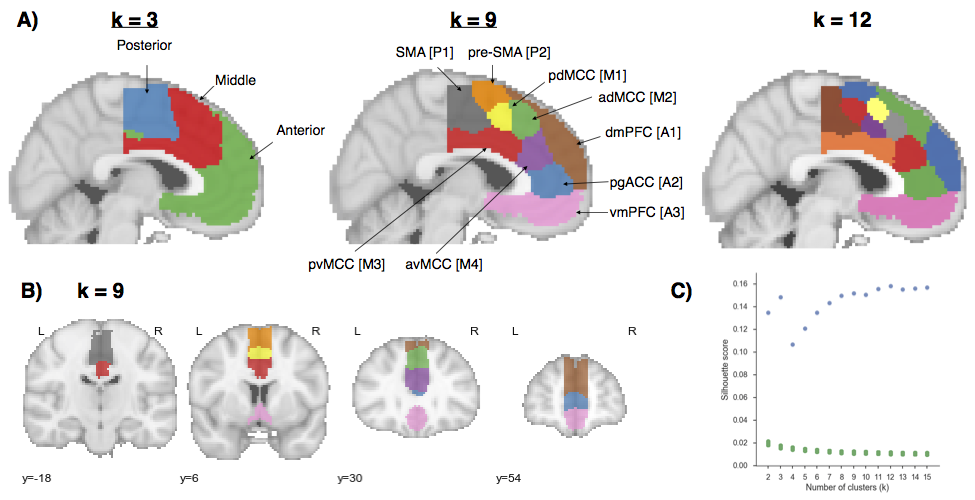 A)
k = 3
k = 9
k = 12
Posterior
Middle
Anterior
SMA [P1]
pre-SMA [P2]
pdMCC [M1]
adMCC [M2]
dmPFC [A1]
pgACC [A2]
vmPFC [A3]
pvMCC [M3]
avMCC [M4]
B)
k = 9
L
R
L
R
L
R
L
R
y=-18
y=6
y=30
y=54
C)
Silhouette score
0.16
0.14
0.12
0.10
0.08
0.06
0.04
0.02
0.00
2 3 4 5 6 7 8 9 10 11 12 13 14 15
Number of clusters (k)